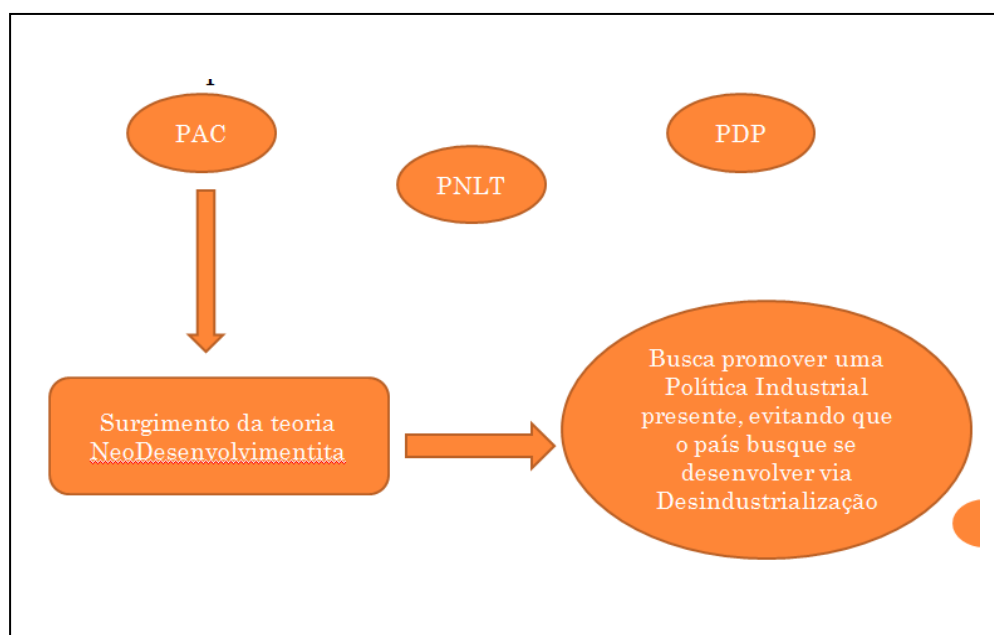 PAC
PDP
PNLT
Surgimento da teoria
NeoDesenvolvimentita
Busca promover uma
Política Industrial
presente, evitando que
o país busque se
desenvolver via
Desindustrialização